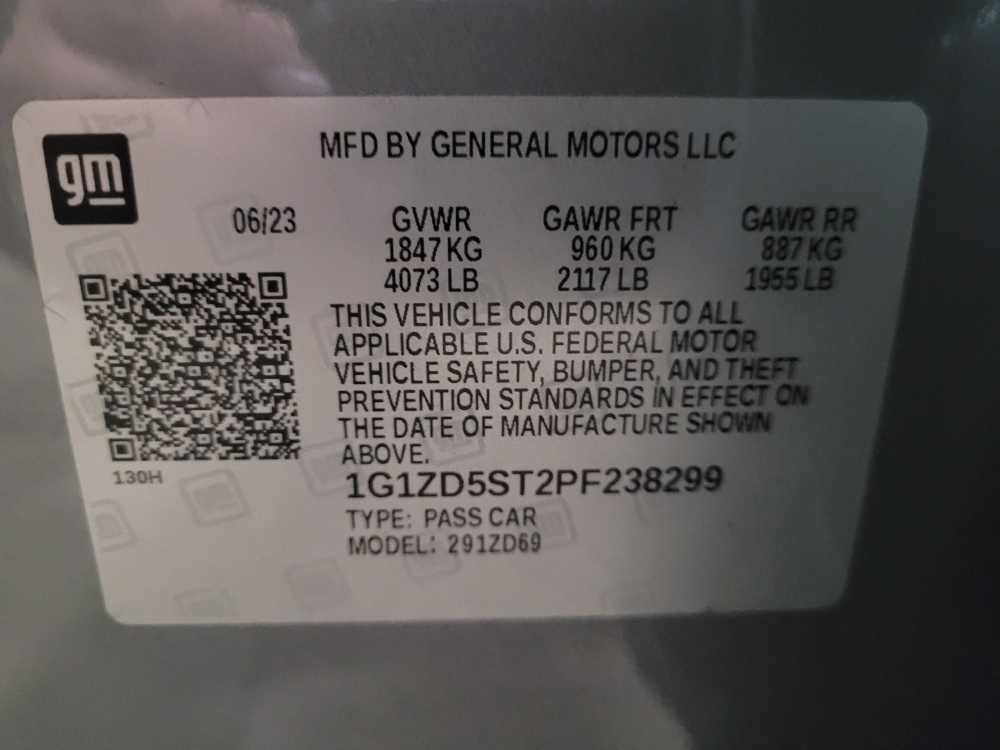 gm
MFD BY GENERAL MOTORS LLC
06/23 GVWR GAWR FRT GAWR RR
1847 KG 960 KG 887 KG
4073 LB 2117 LB 1955 LB
THIS VEHICLE CONFORMS TO ALL
APPLICABLE U.S. FEDERAL MOTOR
VEHICLE SAFETY, BUMPER, AND THEFT
PREVENTION STANDARDS IN EFFECT ON
THE DATE OF MANUFACTURE SHOWN
ABOVE.
130H
1G1ZD5ST2PF238299
TYPE: PASS CAR
MODEL: 291ZD69